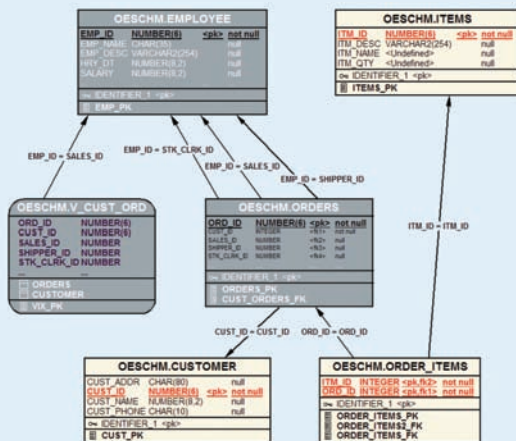 OESCHM.EMPLOYEE
EMP_ID NUMBER(6) <pk> not null
EMP_NAME CHAR(35) null
EMP_DESC VARCHAR2(254) null
HRY_DT NUMBER(8,2) null
SALARY NUMBER(8,2) null
IDENTIFIER_1 <pk>
EMP_PK
OESCHM.ITEMS
ITM_ID NUMBER(6) <pk> not null
ITM_DESC VARCHAR2(254) null
ITM_NAME <Undefined> null
ITM_QTY <Undefined> null
IDENTIFIER_1 <pk>
ITEMS_PK
EMP_ID = SALES_ID
EMP_ID = STK_CLRK_ID
EMP_ID = SALES_ID
EMP_ID = SHIPPER_ID
ITM_ID = ITM_ID
OESCHM.V_CUST_ORD
ORD_ID NUMBER(6)
CUST_ID NUMBER(6)
SALES_ID NUMBER
SHIPPER_ID NUMBER
STK_CLRK_ID NUMBER
... ...
ORDERS
CUSTOMER
VIX_PK
OESCHM.ORDERS
ORD_ID NUMBER(6) <pk> not null
CUST_ID INTEGER <fk1> not null
SALES_ID NUMBER <fk2> null
SHIPPER_ID NUMBER <fk3> null
STK_CLRK_ID NUMBER <fk4> null
IDENTIFIER_1 <pk>
ORDERS_PK
CUST_ORDERS_FK
CUST_ID = CUST_ID
ORD_ID = ORD_ID
OESCHM.CUSTOMER
CUST_ADDR CHAR(80) null
CUST_ID NUMBER(6) <pk> not null
CUST_NAME NUMBER(8,2) null
CUST_PHONE CHAR(10) null
IDENTIFIER_1 <pk>
CUST_PK
OESCHM.ORDER_ITEMS
ITM_ID INTEGER <pk,fk2> not null
ORD_ID INTEGER <pk,fk1> not null
IDENTIFIER_1 <pk>
ORDER_ITEMS_PK
ORDER_ITEMS2_FK
ORDER_ITEMS_FK